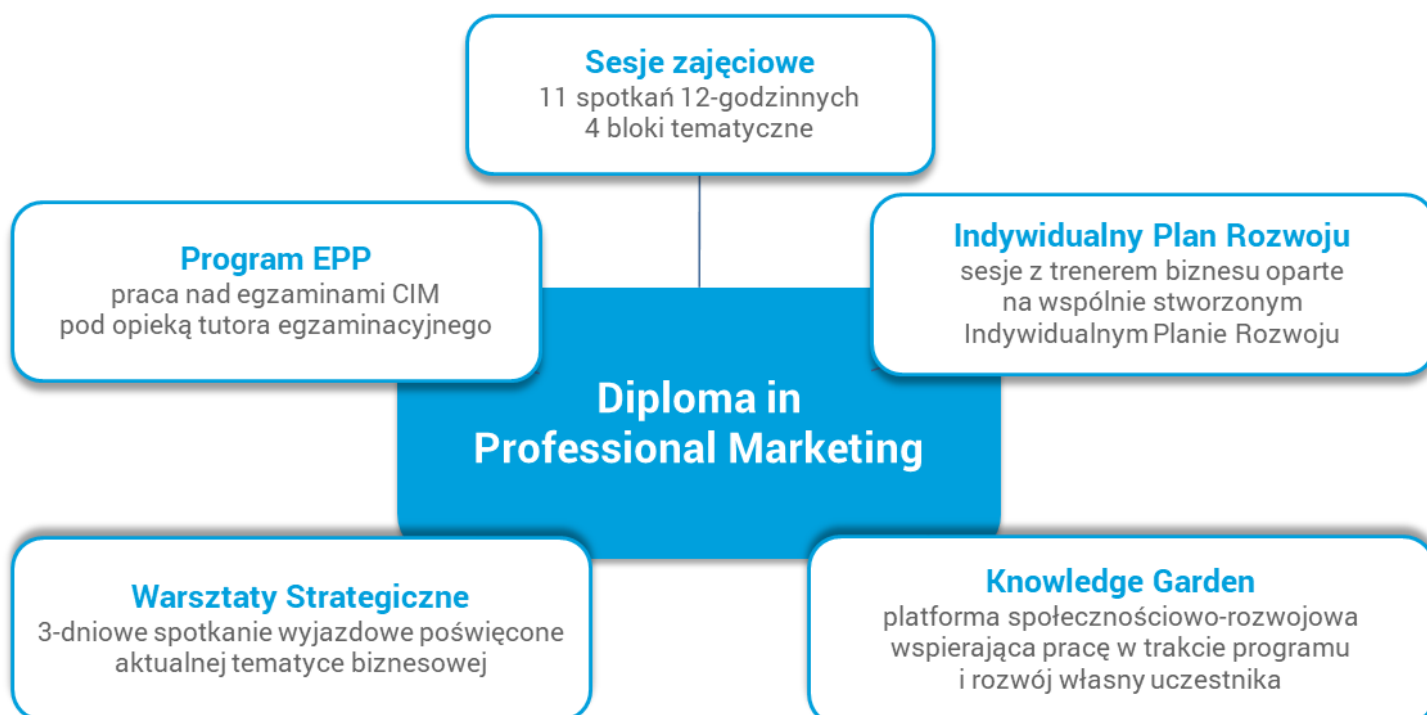 Sesje zajęciowe
11 spotkań 12-godzinnych
4 bloki tematyczne
Program EPP
praca nad egzaminami CIM
pod opieką tutora egzaminacyjnego
Indywidualny Plan Rozwoju
sesje z trenerem biznesu oparte
na wspólnie stworzonym
Indywidualnym Planie Rozwoju
Diploma in
Professional Marketing
Warsztaty Strategiczne
3-dniowe spotkanie wyjazdowe poświęcone
aktualnej tematyce biznesowej
Knowledge Garden
platforma społecznościowo-rozwojowa
wspierająca pracę w trakcie programu
i rozwój własny uczestnika